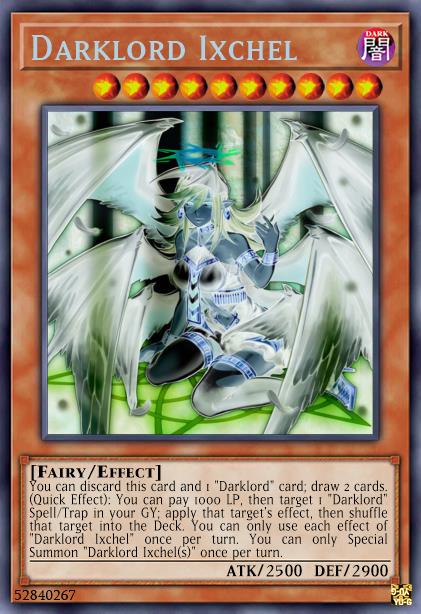 Darklord Ixchel
DARK
闇
[Fairy/Effect]
You can discard this card and 1 "Darklord" card; draw 2 cards.
(Quick Effect): You can pay 1000 LP, then target 1 "Darklord"
Spell/Trap in your GY; apply that target's effect, then shuffle
that target into the Deck. You can only use each effect of
"Darklord Ixchel" once per turn. You can only Special
Summon "Darklord Ixchel(s)" once per turn.
ATK/2500 DEF/2900
52840267